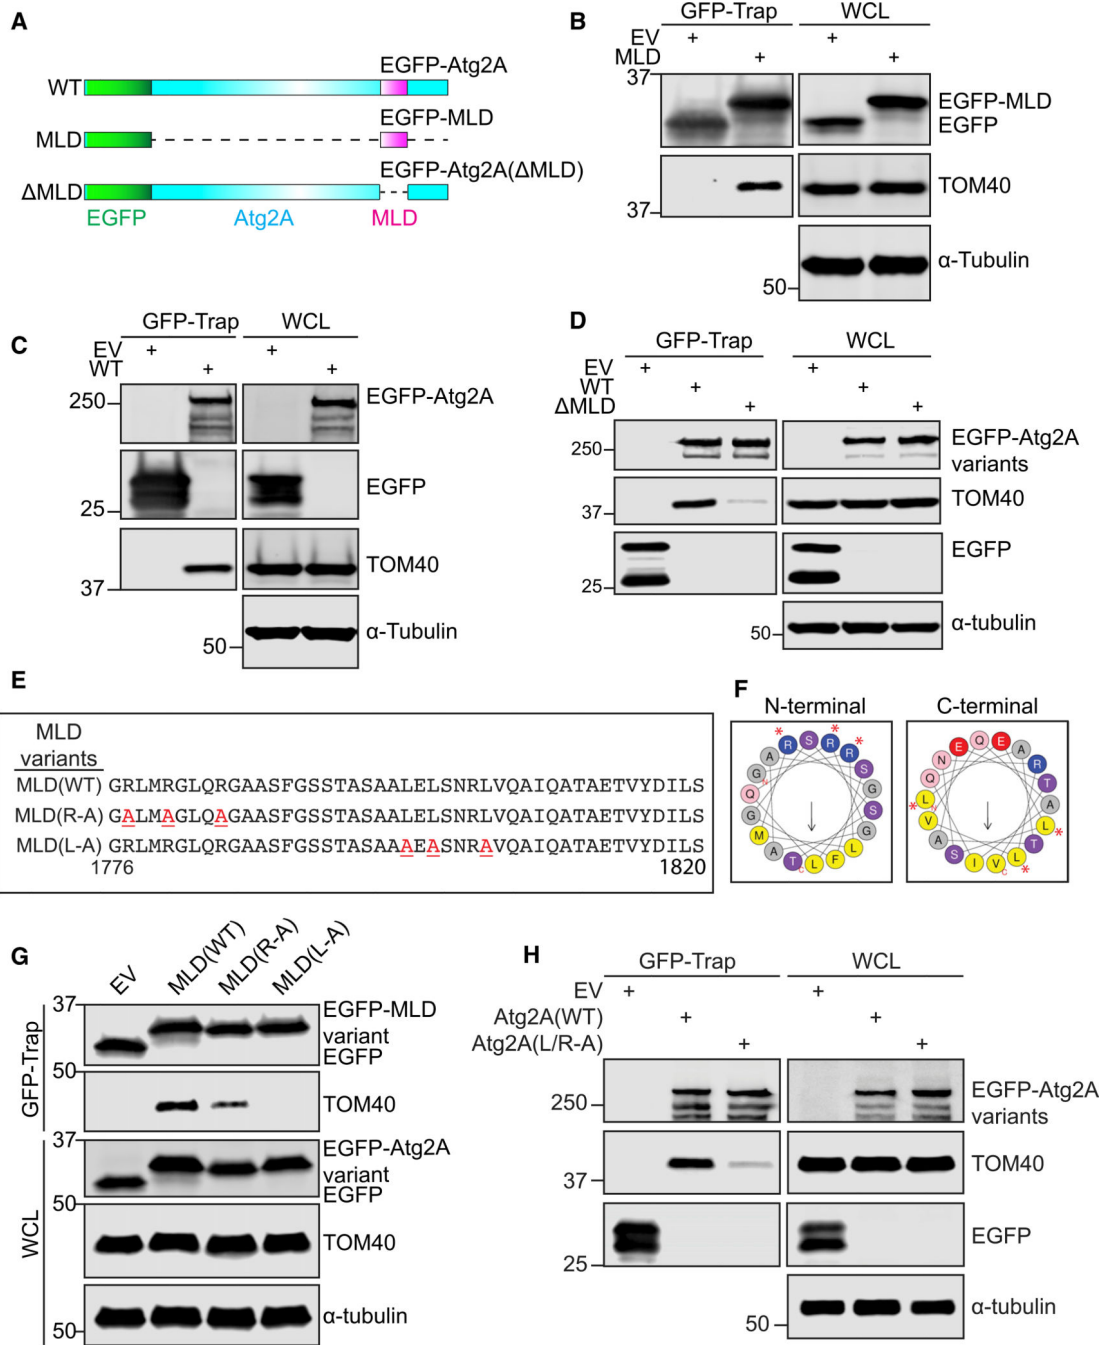 A
WT
EGFP-Atg2A
MLD
EGFP-MLD
ΔMLD
EGFP-Atg2A(ΔMLD)
EGFP Atg2A MLD
B
GFP-Trap WCL
EV + +
MLD + +
37
EGFP-MLD
EGFP
TOM40
37
α-Tubulin
50
C
GFP-Trap WCL
EV + +
WT + +
250
EGFP-Atg2A
EGFP
25
TOM40
37
α-Tubulin
50
D
GFP-Trap WCL
EV + +
WT + +
ΔMLD + +
250
EGFP-Atg2A
variants
TOM40
37
EGFP
25
α-tubulin
50
E
MLD
variants
MLD(WT) GRLMRGLQRGAASFGSSTASAALELSNRLVQAIQATAETVYDILS
MLD(R-A) GALMAGLQAGAASFGSSTASAALELSNRLVQAIQATAETVYDILS
MLD(L-A) GRLMRGLQRGAASFGSSTASAAAEASNRAVQAIQATAETVYDILS
1776 1820
F
N-terminal C-terminal
A R S R R S G S G L F L T A M G Q G
N E Q E A R T A L T L V I S A V L Q
G
EV MLD(WT) MLD(R-A) MLD(L-A)
GFP-Trap
37
EGFP-MLD
variant
EGFP
50
TOM40
WCL
37
EGFP-Atg2A
variant
EGFP
50
TOM40
α-tubulin
50
H
GFP-Trap WCL
EV + +
Atg2A(WT) + +
Atg2A(L/R-A) + +
250
EGFP-Atg2A
variants
TOM40
37
EGFP
25
α-tubulin
50